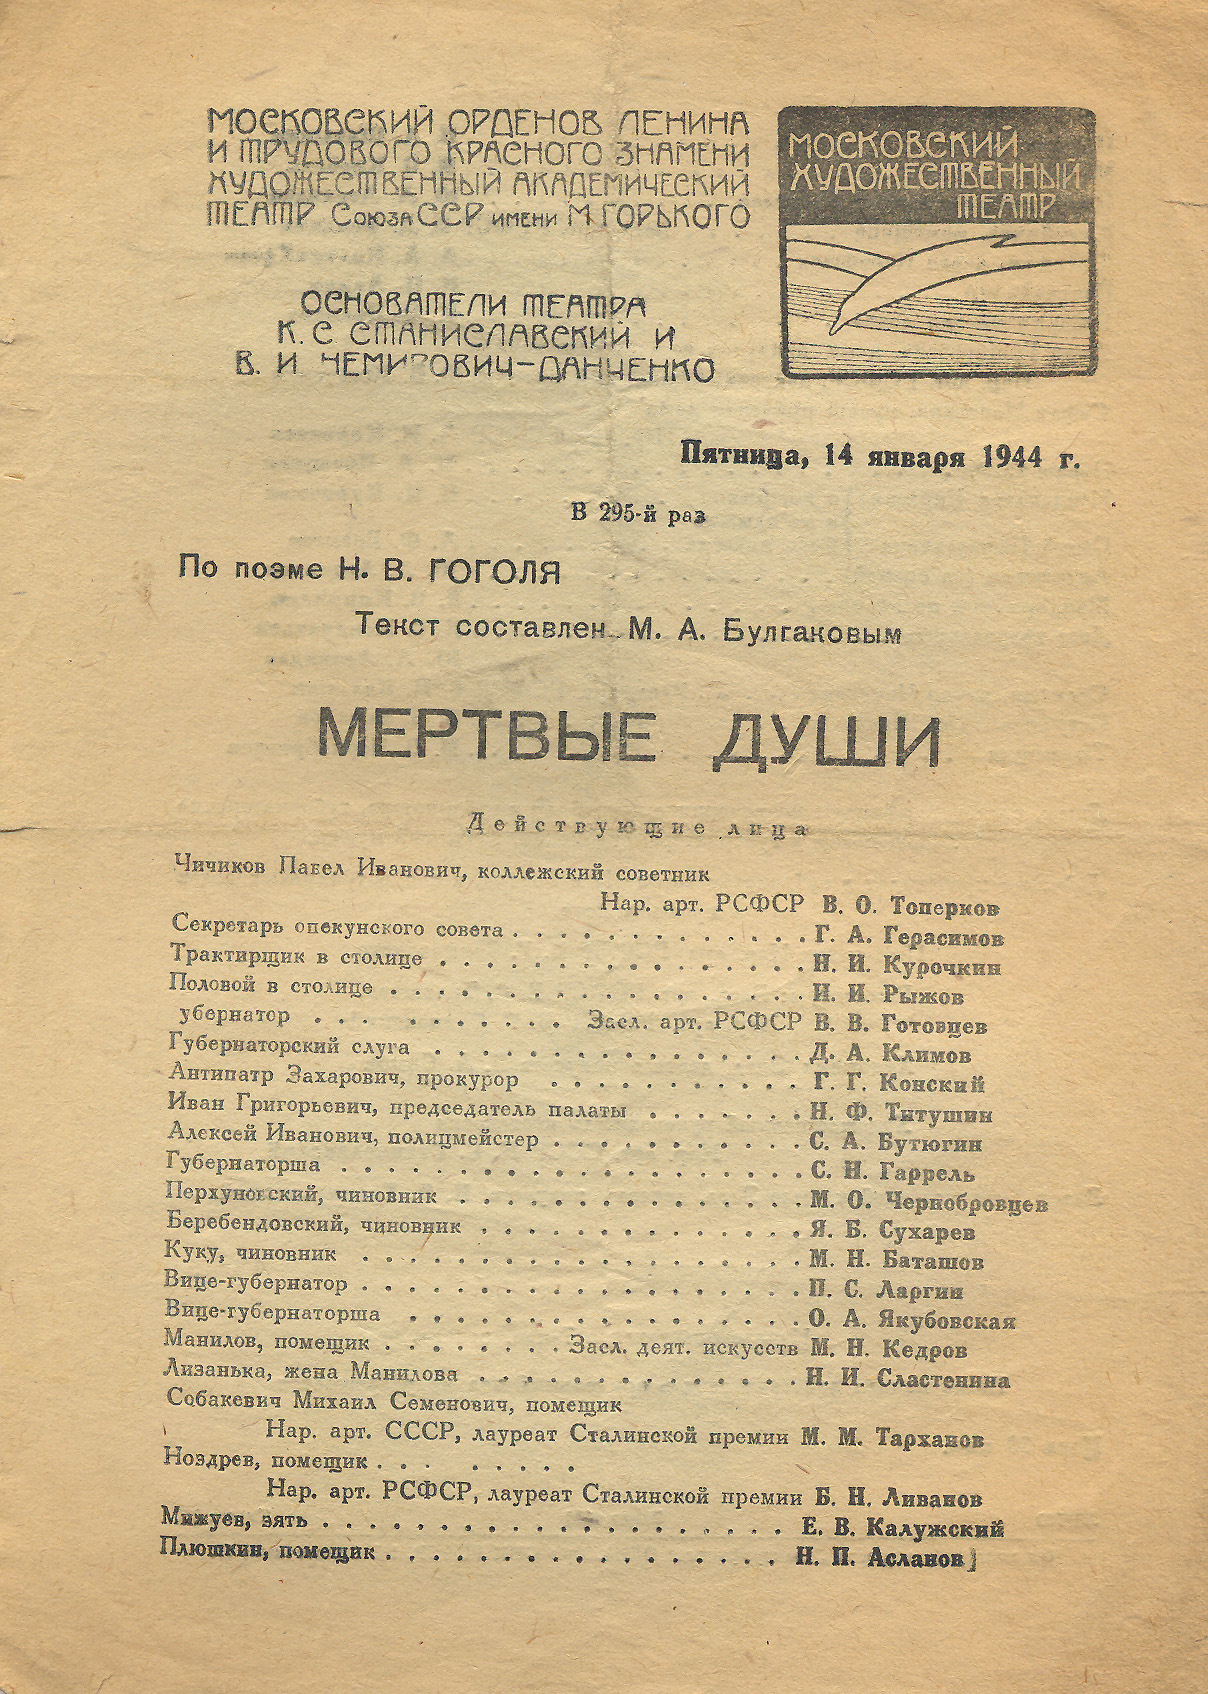 МОСКОВСКИЙ ОРДЕНОВ ЛЕНИНА
И ТРУДОВОГО КРАСНОГО ЗНАМЕНИ
ХУДОЖЕСТВЕННЫЙ АКАДЕМИЧЕСКИЙ
ТЕАТР СОЮЗА ССР ИМЕНИ М ГОРЬКОГО
МОСКОВСКИЙ
ХУДОЖЕСТВЕННЫЙ
ТЕАТР
ОСНОВАТЕЛИ ТЕАТРА
К. С СТАНИСЛАВСКИЙ И
В. И НЕМИРОВИЧ-ДАНЧЕНКО
Пятница, 14 января 1944 г.
В 295-й раз
По поэме Н. В. ГОГОЛЯ
Текст составлен М. А. Булгаковым
МЕРТВЫЕ ДУШИ
Действующие лица
Чичиков Павел Иванович, коллежский советник
Нар. арт. РСФСР В. О. Топерков
Секретарь опекунского совета . . . . . . . . . . . . . Г. А. Герасимов
Трактирщик в столице . . . . . . . . . . . . . . . Н. И. Курочкин
Половой в столице . . . . . . . . . . . . . . . . . И. И. Рыжов
убернатор . . . . . . . . . . Засл. арт. РСФСР В. В. Готовцев
Губернаторский слуга . . . . . . . . . . . . . . . . Д. А. Климов
Антипатр Захарович, прокурор . . . . . . . . . . . Г. Г. Конский
Иван Григорьевич, председатель палаты . . . . . . . Н. Ф. Титушин
Алексей Иванович, полицмейстер . . . . . . . . . . . С. А. Бутюгин
Губернаторша . . . . . . . . . . . . . . . . . . . . С. Н. Гаррель
Перхуновский, чиновник . . . . . . . . . . . . . . . М. О. Чернобровцев
Беребендовский, чиновник . . . . . . . . . . . . . . Я. Б. Сухарев
Куку, чиновник . . . . . . . . . . . . . . . . . . . М. Н. Баташов
Вице-губернатор . . . . . . . . . . . . . . . . . . . П. С. Ларгин
Вице-губернаторша . . . . . . . . . . . . . . . . . О. А. Якубовская
Манилов, помещик . . . . . . . . Засл. деят. искусств М. Н. Кедров
Лизанька, жена Манилова . . . . . . . . . . . . . . Н. И. Сластенина
Собакевич Михаил Семенович, помещик
Нар. арт. СССР, лауреат Сталинской премии М. М. Тарханов
Ноздрев, помещик . . . . . . . .
Нар. арт. РСФСР, лауреат Сталинской премии Б. Н. Ливанов
Мижуев, зять . . . . . . . . . . . . . . . . . . . . Е. В. Калужский
Плюшкин, помещик . . . . . . . . . . . . . . . . . Н. П. Асланов]